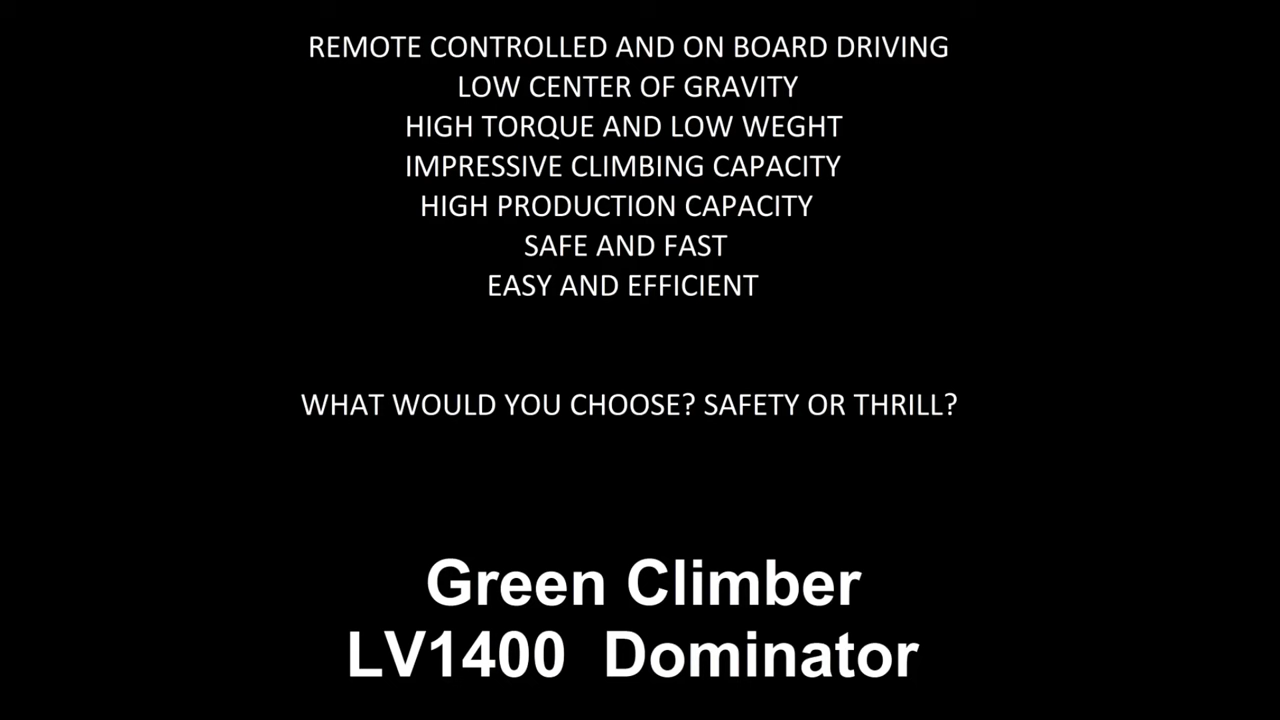 REMOTE CONTROLLED AND ON BOARD DRIVING
LOW CENTER OF GRAVITY
HIGH TORQUE AND LOW WEGHT
IMPRESSIVE CLIMBING CAPACITY
HIGH PRODUCTION CAPACITY
SAFE AND FAST
EASY AND EFFICIENT
WHAT WOULD YOU CHOOSE? SAFETY OR THRILL?
Green Climber
LV1400 Dominator